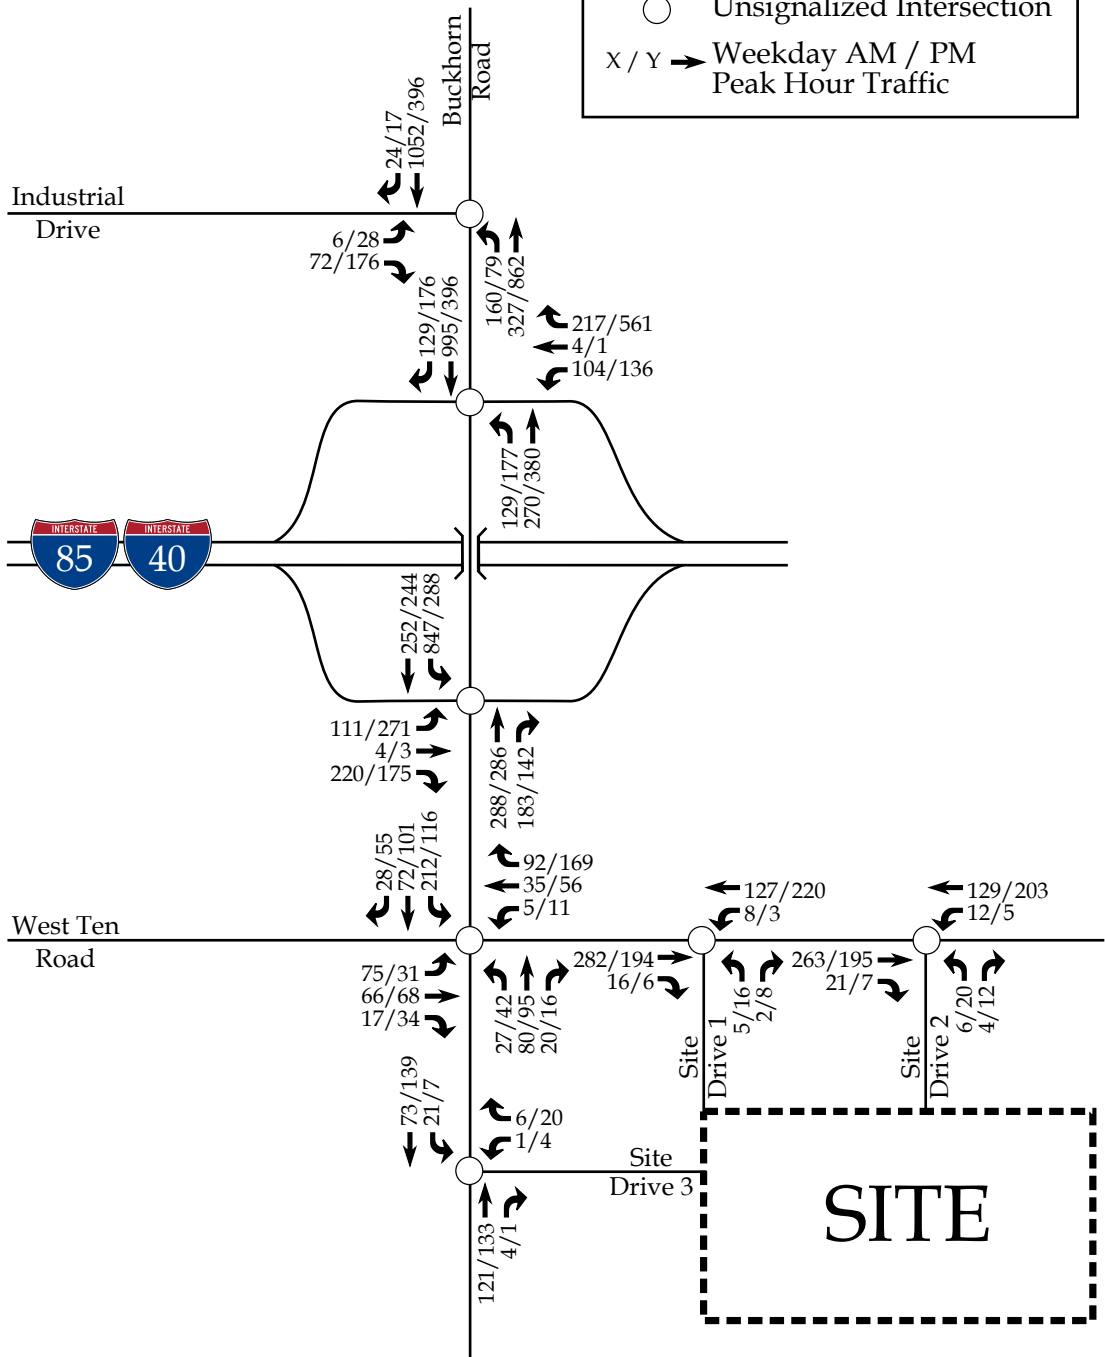 Unsignalized Intersection
X / Y Weekday AM / PM
Peak Hour Traffic
Buckhorn
Road
24/17
1052/396
Industrial
Drive
6/28
72/176
160/79
327/862
129/176
995/396
217/561
4/1
104/136
129/177
270/380
INTERSTATE
85
INTERSTATE
40
252/244
847/288
111/271
4/3
220/175
288/286
183/142
28/55
72/101
212/116
92/169
35/56
5/11
127/220
8/3
129/203
12/5
West Ten
Road
75/31
66/68
17/34
27/42
80/95
20/16
282/194
16/6
5/16
2/8
263/195
21/7
6/20
4/12
Site
Drive 1
Site
Drive 2
73/139
21/7
6/20
1/4
Site
Drive 3
121/133
4/1
SITE